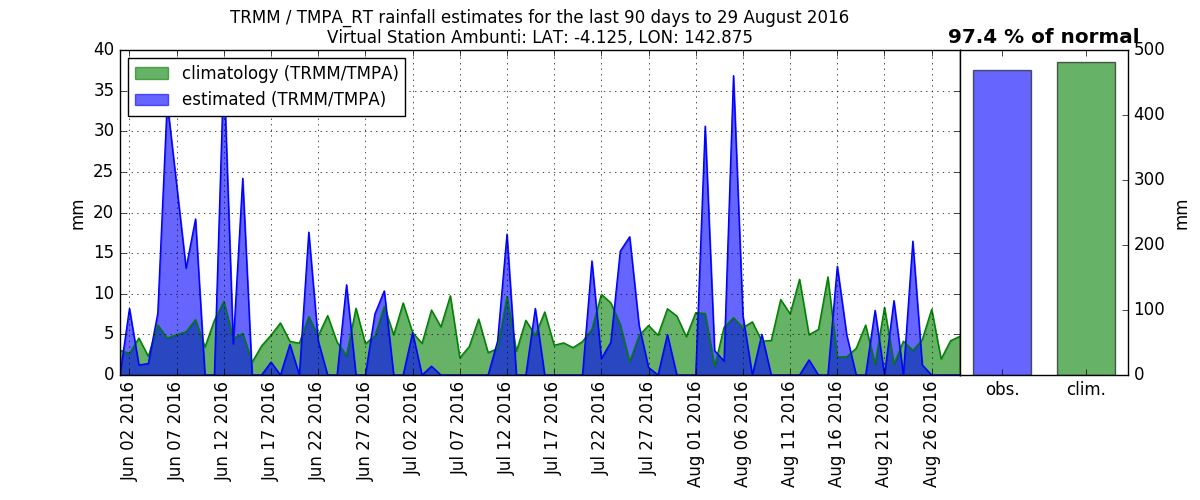 TRMM / TMPA_RT rainfall estimates for the last 90 days to 29 August 2016
Virtual Station Ambunti: LAT: -4.125, LON: 142.875
97.4 % of normal
climatology (TRMM/TMPA)
estimated (TRMM/TMPA)
mm
40
35
30
25
20
15
10
5
0
Jun 02 2016
Jun 07 2016
Jun 12 2016
Jun 17 2016
Jun 22 2016
Jun 27 2016
Jul 02 2016
Jul 07 2016
Jul 12 2016
Jul 17 2016
Jul 22 2016
Jul 27 2016
Aug 01 2016
Aug 06 2016
Aug 11 2016
Aug 16 2016
Aug 21 2016
Aug 26 2016
obs.
clim.
500
400
300
200
100
0
mm